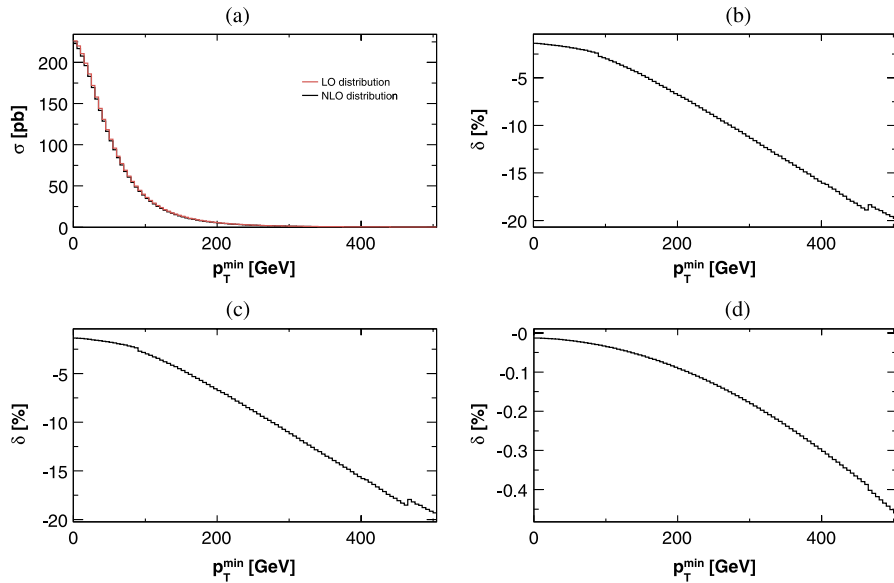 (a)
σ [pb]
200
150
100
50
25
0
LO distribution
NLO distribution
0
200
400
p_T^min [GeV]
(b)
δ [%]
-5
-10
-15
-20
0
200
400
p_T^min [GeV]
(c)
δ [%]
-5
-10
-15
-20
0
200
400
p_T^min [GeV]
(d)
δ [%]
-0
-0.1
-0.2
-0.3
-0.4
0
200
400
p_T^min [GeV]